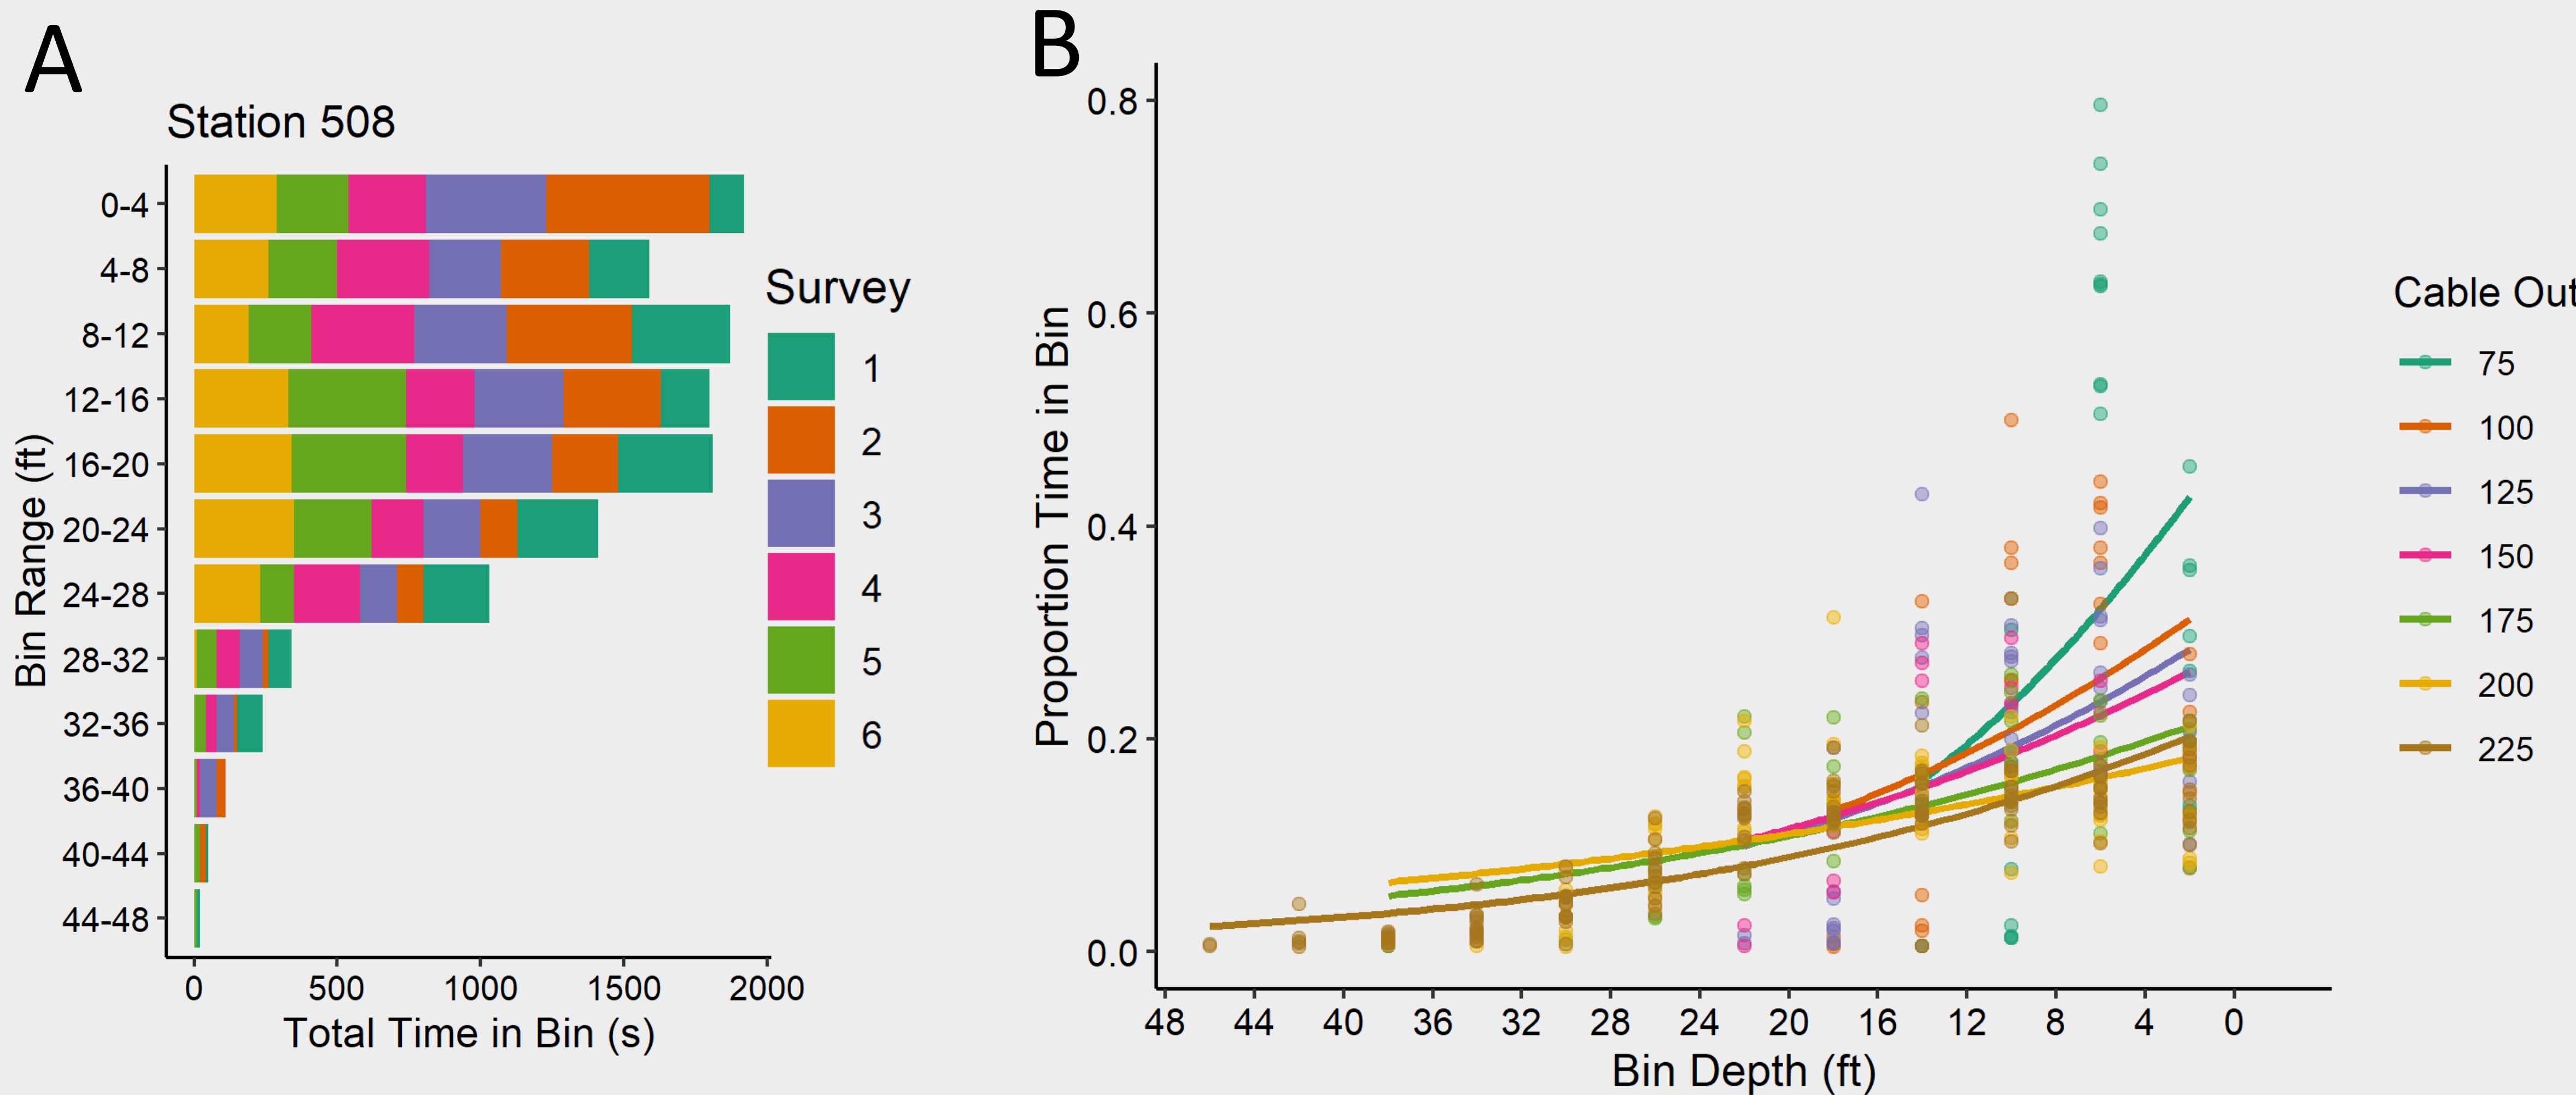 A
Station 508
Bin Range (ft)
0-4
4-8
8-12
12-16
16-20
20-24
24-28
28-32
32-36
36-40
40-44
44-48
0 500 1000 1500 2000
Total Time in Bin (s)
Survey
1
2
3
4
5
6
B
Proportion Time in Bin
0.8
0.6
0.4
0.2
0.0
48 44 40 36 32 28 24 20 16 12 8 4 0
Bin Depth (ft)
Cable Out
75
100
125
150
175
200
225